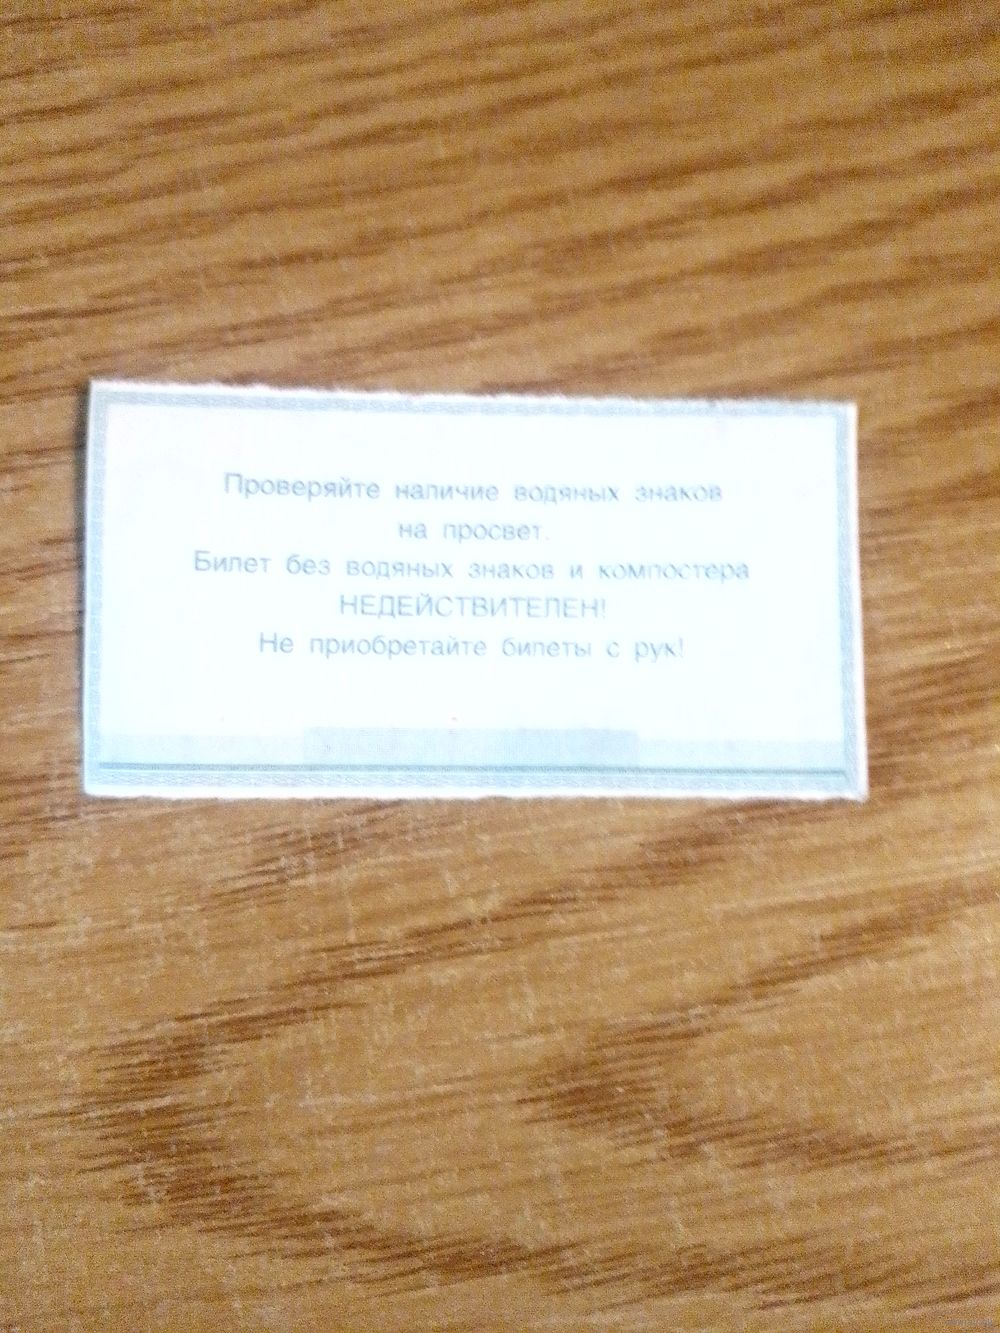 Проверяйте наличие водяных знаков
на просвет.
Билет без водяных знаков и компостера
НЕДЕЙСТВИТЕЛЕН!
Не приобретайте билеты с рук!